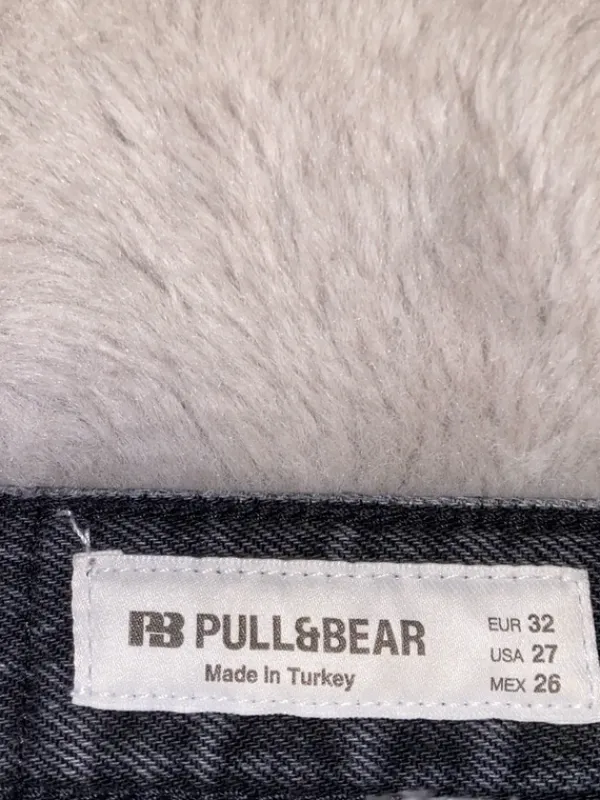 PB PULL&BEAR
Made in Turkey
EUR 32
USA 27
MEX 26